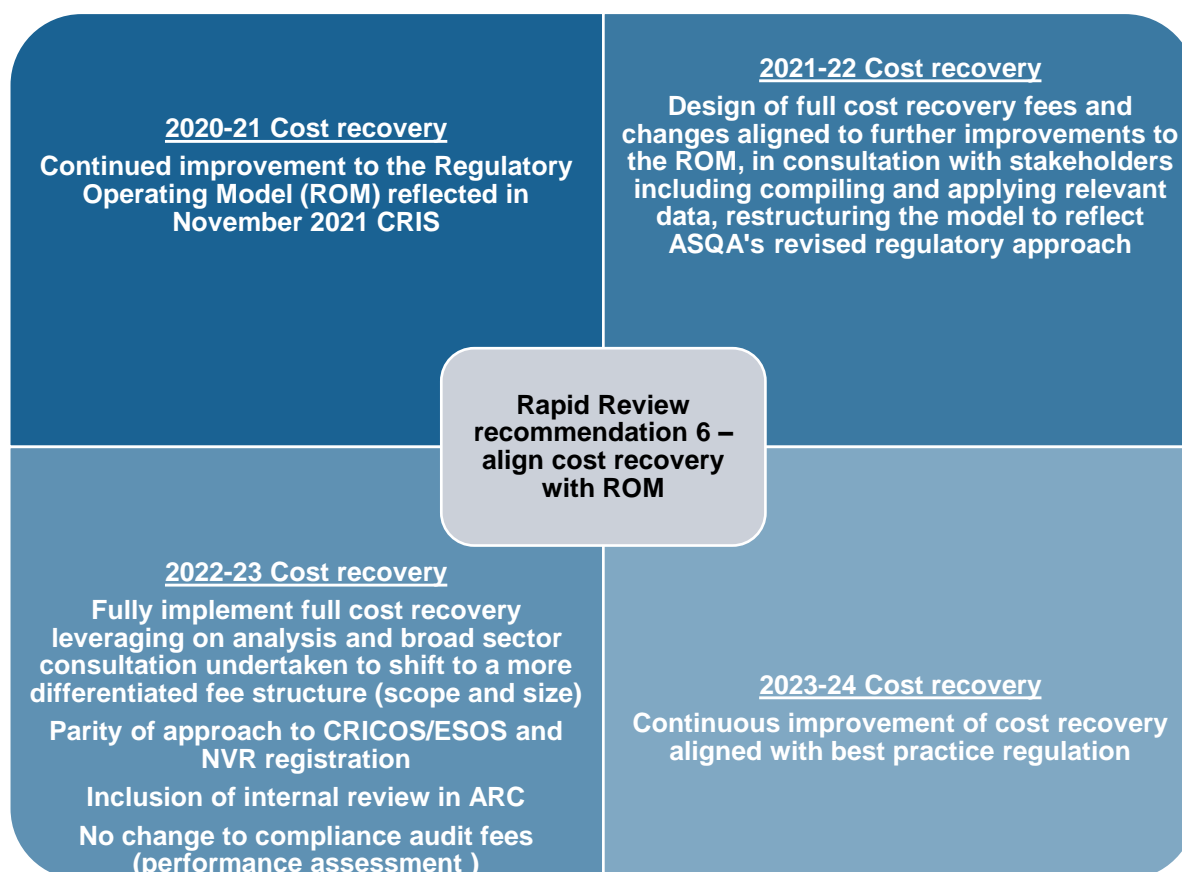 2020-21 Cost recovery
Continued improvement to the Regulatory
Operating Model (ROM) reflected in
November 2021 CRIS
2021-22 Cost recovery
Design of full cost recovery fees and
changes aligned to further improvements to
the ROM, in consultation with stakeholders
including compiling and applying relevant
data, restructuring the model to reflect
ASQA's revised regulatory approach
Rapid Review
recommendation 6 –
align cost recovery
with ROM
2022-23 Cost recovery
Fully implement full cost recovery
leveraging on analysis and broad sector
consultation undertaken to shift to a more
differentiated fee structure (scope and size)
Parity of approach to CRICOS/ESOS and
NVR registration
Inclusion of internal review in ARC
No change to compliance audit fees
(performance assessment )
2023-24 Cost recovery
Continuous improvement of cost recovery
aligned with best practice regulation